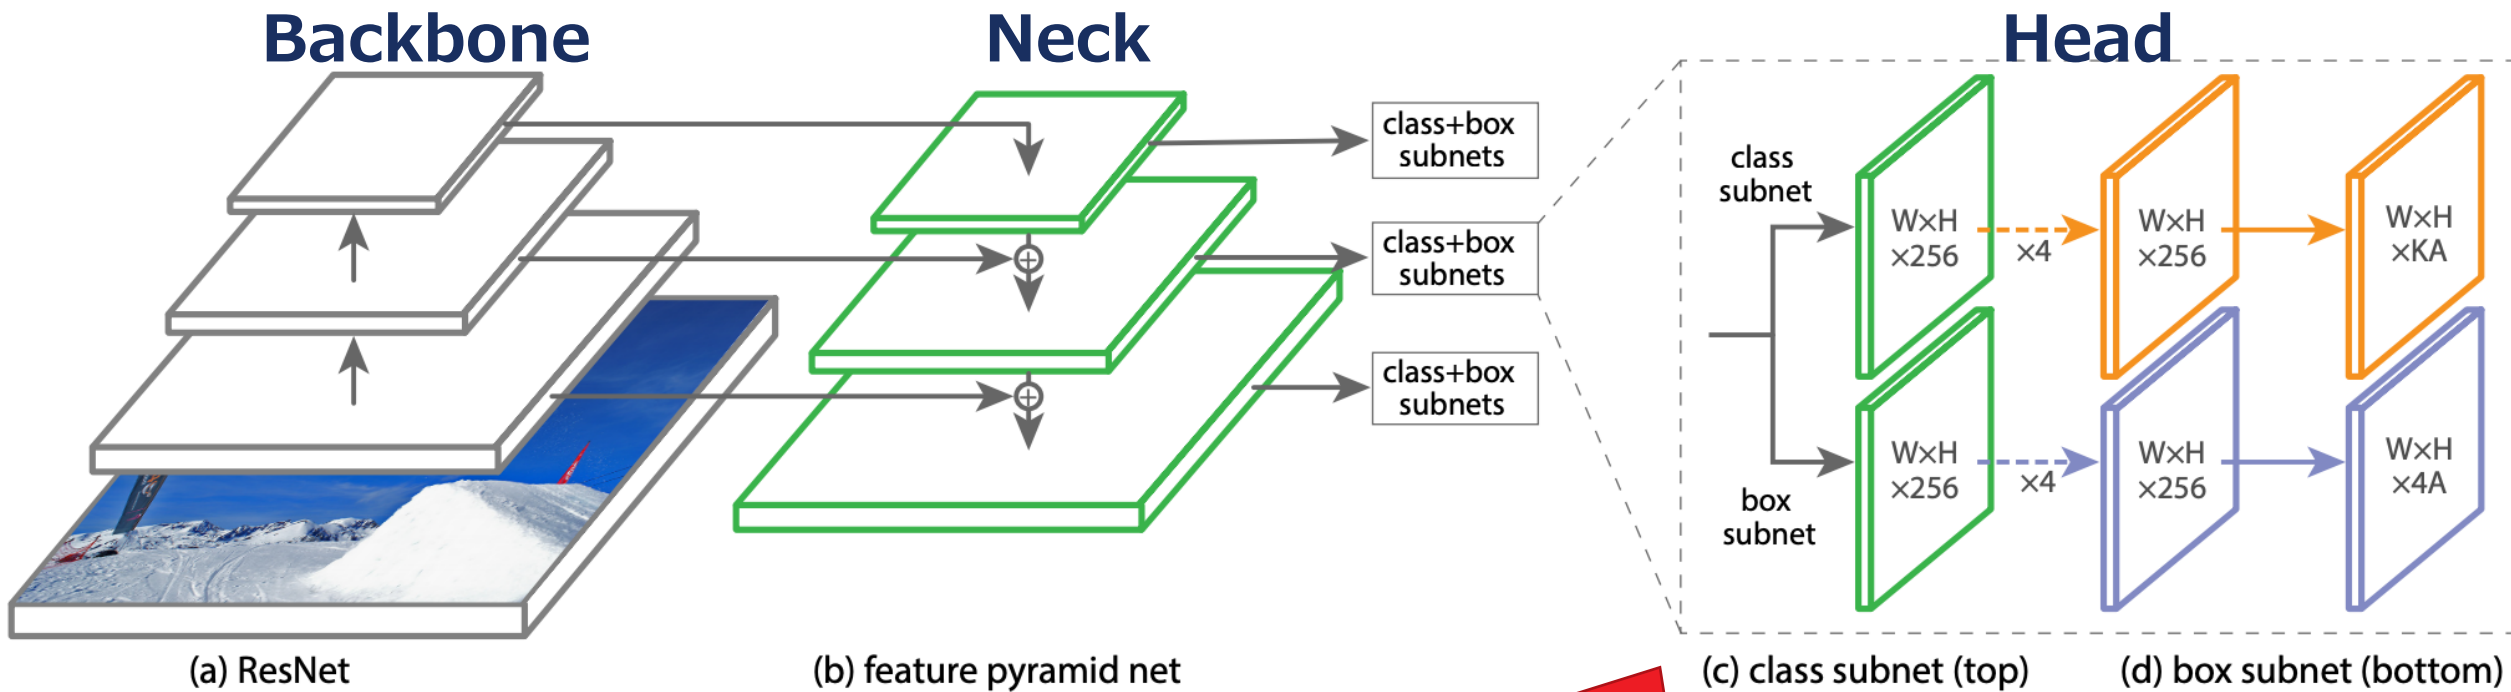 Backbone
Neck
Head
class+box
subnets
class+box
subnets
class+box
subnets
class
subnet
W×H
×256
×4
W×H
×256
W×H
×KA
box
subnet
W×H
×256
×4
W×H
×256
W×H
×4A
(a) ResNet
(b) feature pyramid net
(c) class subnet (top)
(d) box subnet (bottom)